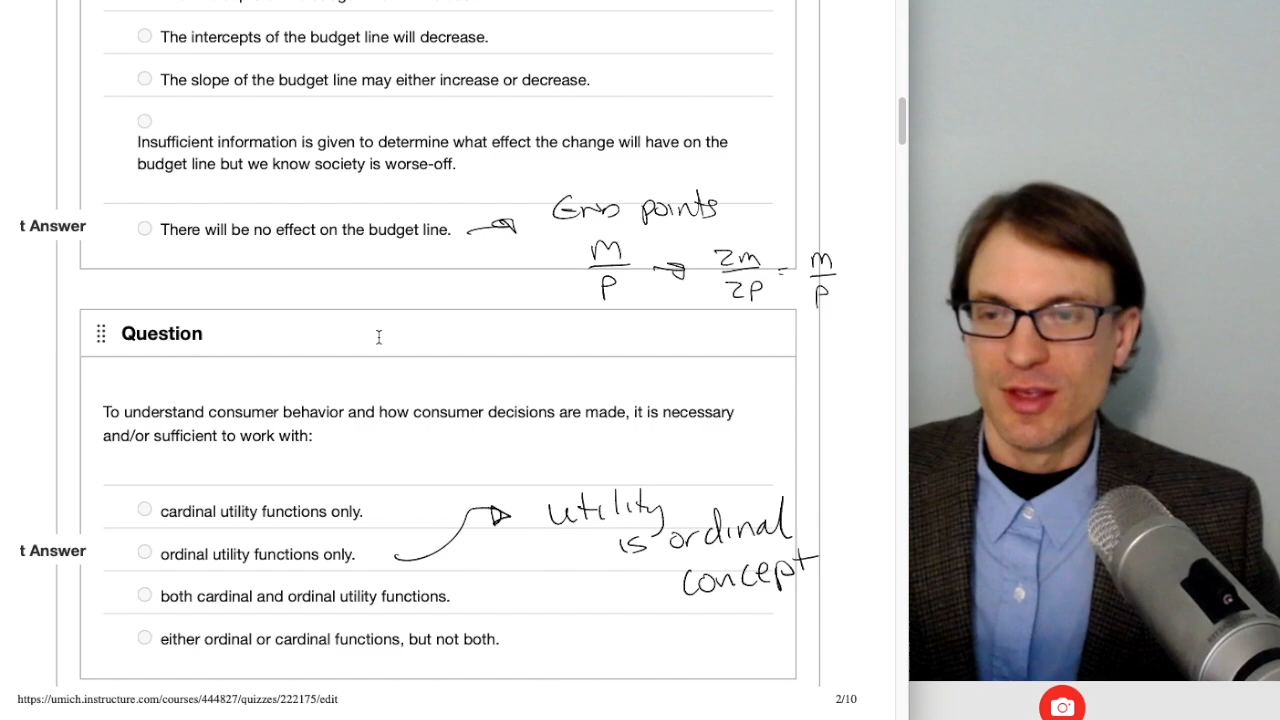 The intercepts of the budget line will decrease.
The slope of the budget line may either increase or decrease.
Insufficient information is given to determine what effect the change will have on the
budget line but we know society is worse-off.
t Answer
There will be no effect on the budget line.
End points
m/p → 2m/2p = m/p
Question
To understand consumer behavior and how consumer decisions are made, it is necessary
and/or sufficient to work with:
cardinal utility functions only.
t Answer
ordinal utility functions only.
utility
is ordinal
concept
both cardinal and ordinal utility functions.
either ordinal or cardinal functions, but not both.
https://umich.instructure.com/courses/444827/quizzes/222175/edit
2/10